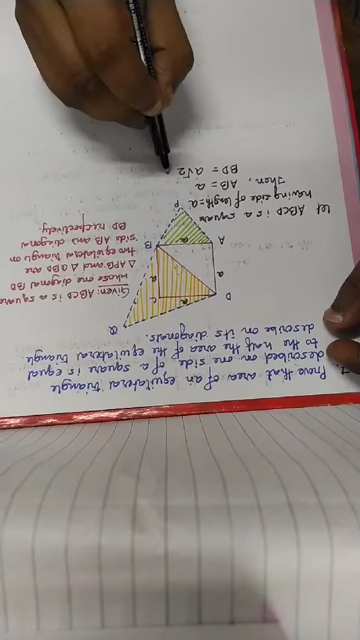 7. Prove that area of an equilateral triangle
described on one side of a square is equal
to the half the area of the equilateral triangle
describe on its diagonals.
Given: ABCD is a square
whose one diagonal BD
△APB and △QBD are
two equilateral triangle on
side AB and diagonal
BD respectively.
Q
D
C
a
a
a
a
A
B
P
Let ABCD is a square
having side of length = a
Then,
AB = a
BD = a√2